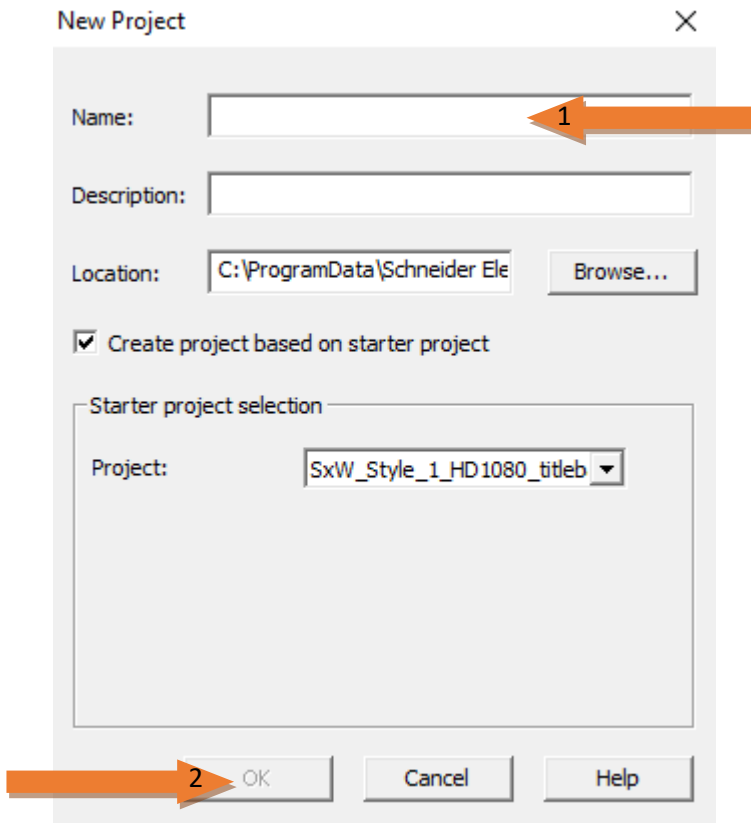 New Project
Name:
1
Description:
Location: C:\ProgramData\Schneider Ele Browse...
Create project based on starter project
Starter project selection
Project: SxW_Style_1_HD1080_titleb
2 OK Cancel Help